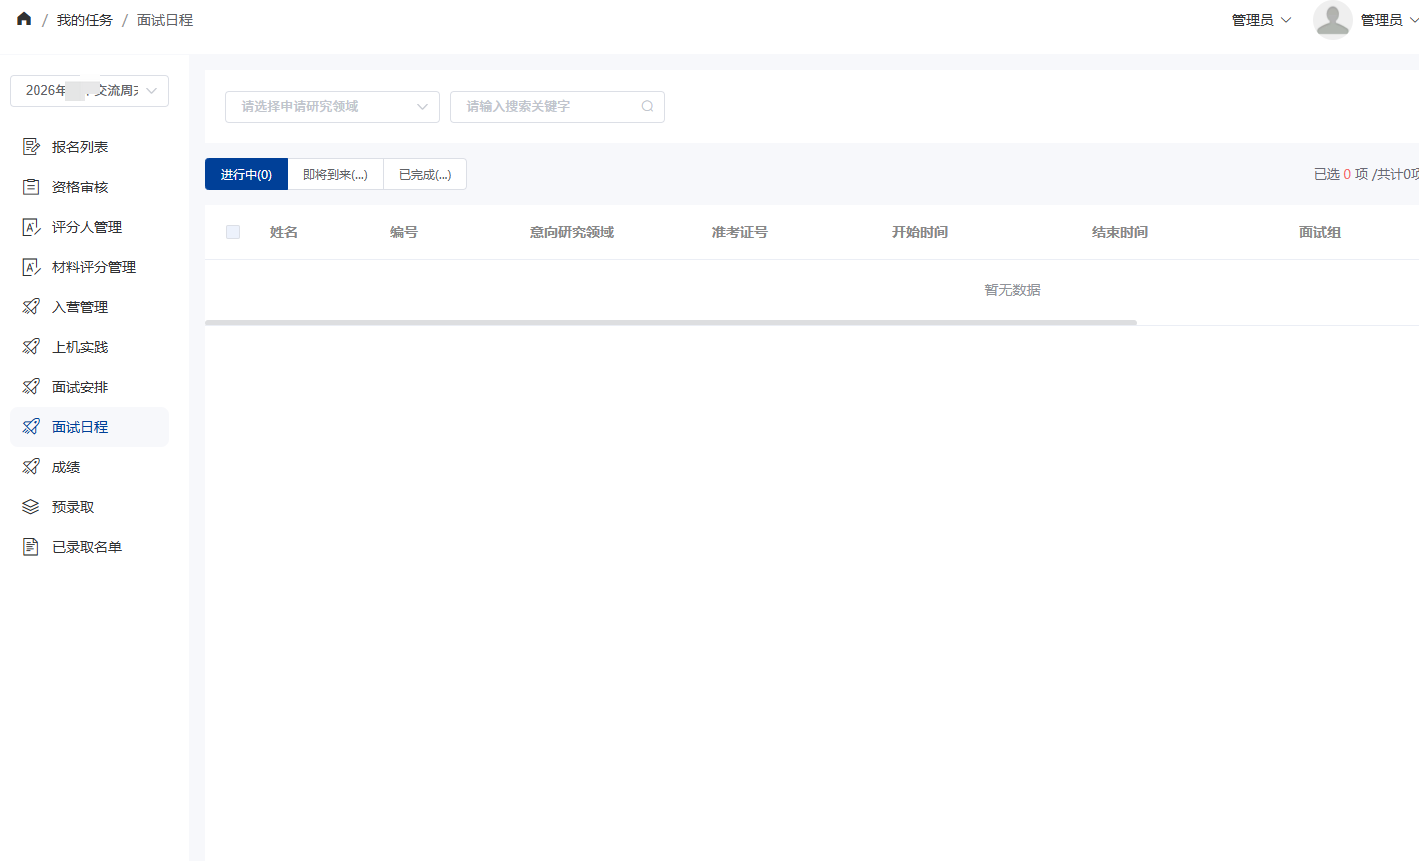 / 我的任务 / 面试日程
管理员
管理员
2026年 交流周
报名列表
资格审核
评分人管理
材料评分管理
入营管理
上机实践
面试安排
面试日程
成绩
预录取
已录取名单
请选择申请研究领域
请输入搜索关键字
进行中(0)
即将到来(...)
已完成(...)
已选 0 项 /共计0项
姓名 编号 意向研究领域 准考证号 开始时间 结束时间 面试组
暂无数据